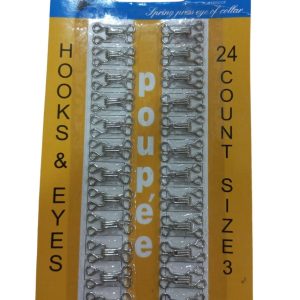 Spring press eye of collar
HOOKS & EYES
poupée
24 COUNT SIZE 3